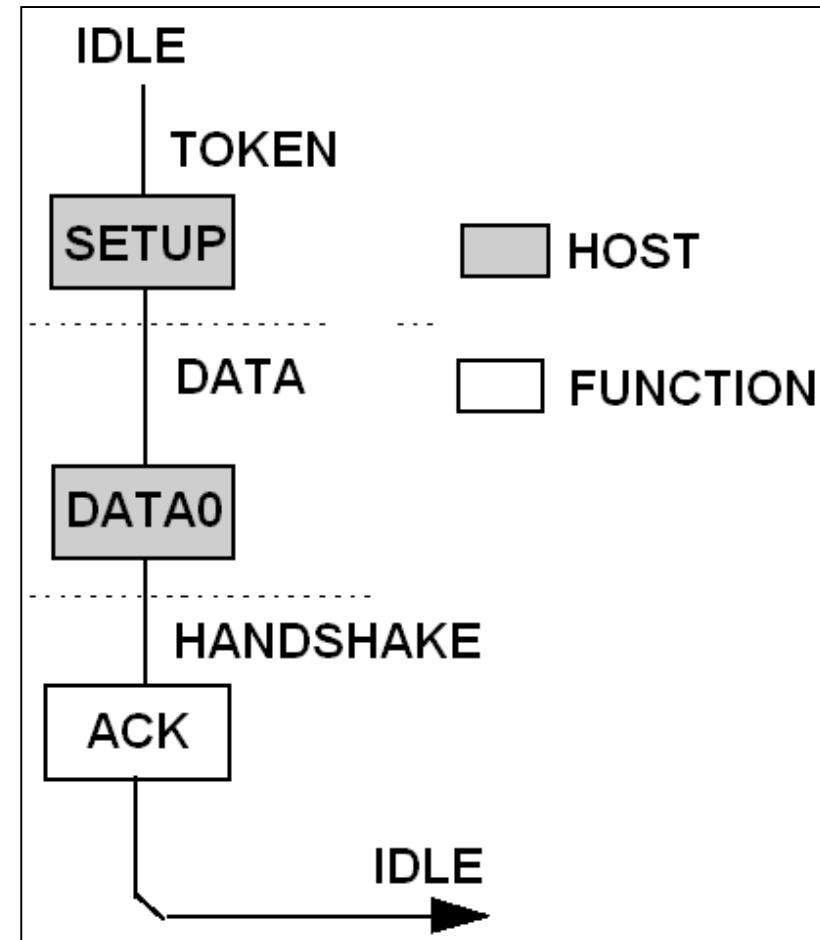 IDLE
TOKEN
SETUP
HOST
DATA
FUNCTION
DATA0
HANDSHAKE
ACK
IDLE